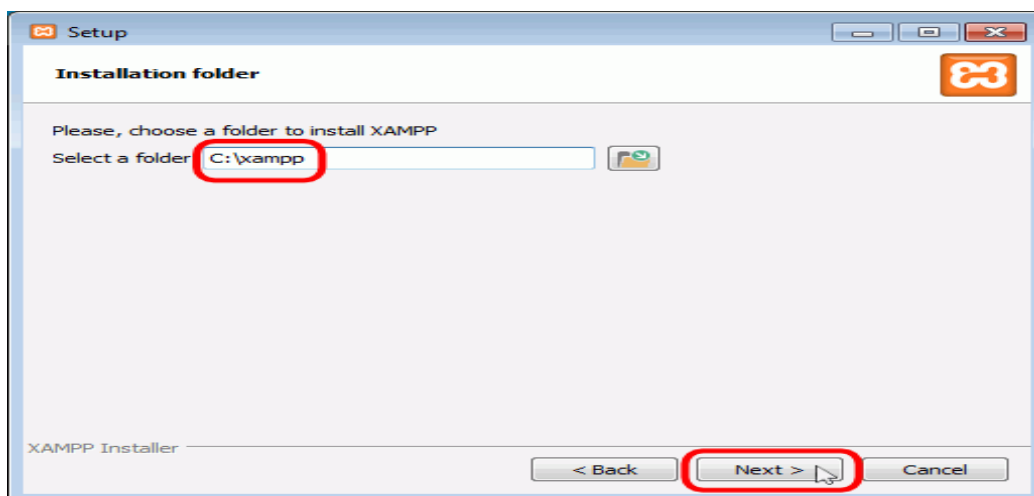 Setup
Installation folder
Please, choose a folder to install XAMPP
Select a folder C:\xampp
XAMPP Installer
< Back Next > Cancel